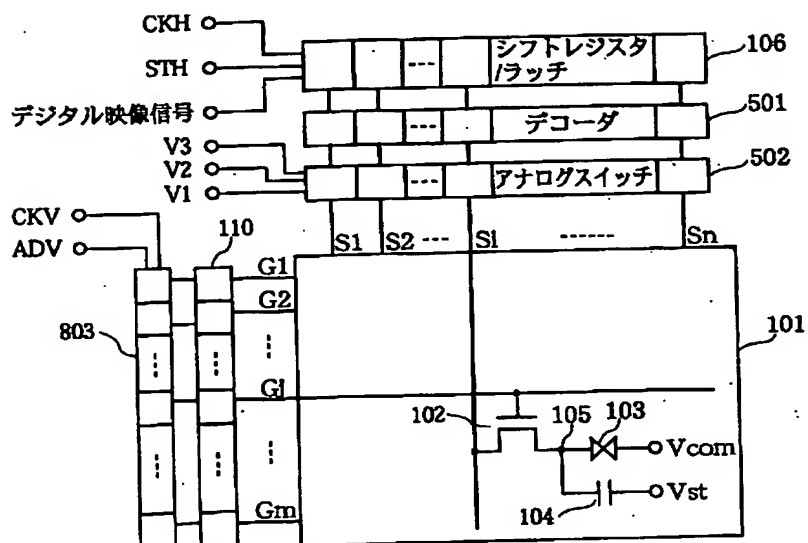 CKH
STH
デジタル映像信号
シフトレジスタ
/ラッチ
106
デコーダ
501
V3
V2
V1
アナログスイッチ
502
CKV
ADV
110
S1 S2 --- Si ------ Sn
G1
G2
803
101
Gj
102
105
103
Vcom
104
Vst
Gm